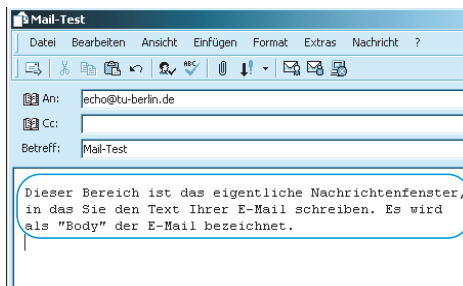 Mail-Test
Datei Bearbeiten Ansicht Einfügen Format Extras Nachricht ?
ABC
An: echo@tu-berlin.de
Cc:
Betreff: Mail-Test
Dieser Bereich ist das eigentliche Nachrichtenfenster,
in das Sie den Text Ihrer E-Mail schreiben. Es wird
als "Body" der E-Mail bezeichnet.